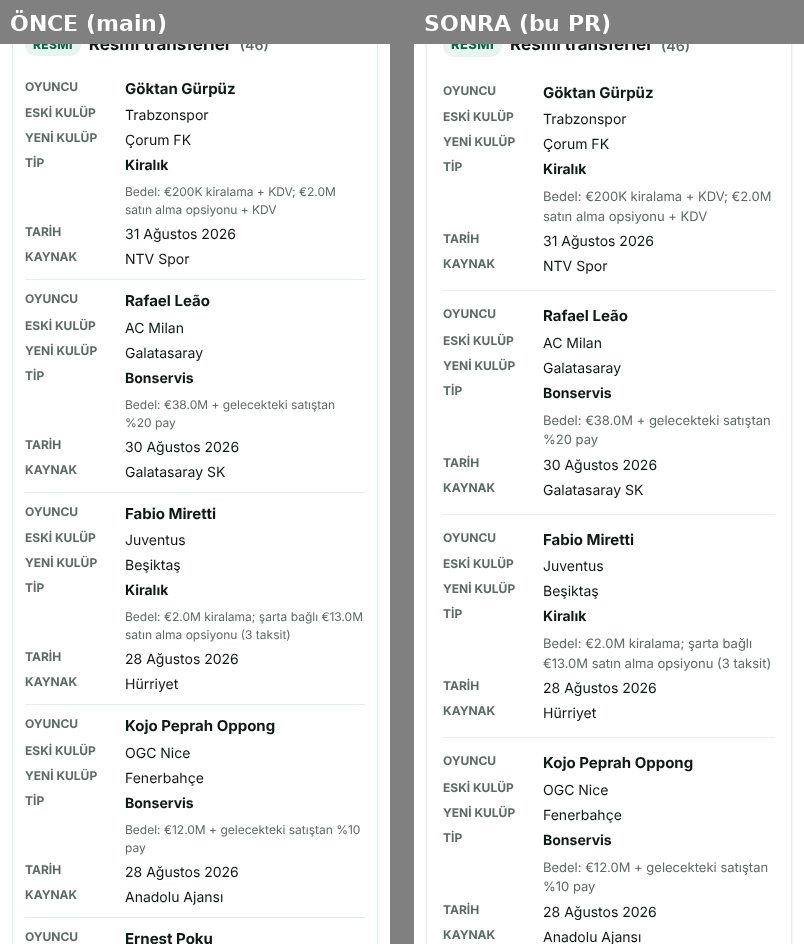 ÖNCE (main)
RESMİ Resmi transferler (46)
OYUNCU Göktan Gürpüz
ESKİ KULÜP Trabzonspor
YENİ KULÜP Çorum FK
TİP Kiralık
Bedel: €200K kiralama + KDV; €2.0M
satın alma opsiyonu + KDV
TARİH 31 Ağustos 2026
KAYNAK NTV Spor
OYUNCU Rafael Leão
ESKİ KULÜP AC Milan
YENİ KULÜP Galatasaray
TİP Bonservis
Bedel: €38.0M + gelecekteki satıştan
%20 pay
TARİH 30 Ağustos 2026
KAYNAK Galatasaray SK
OYUNCU Fabio Miretti
ESKİ KULÜP Juventus
YENİ KULÜP Beşiktaş
TİP Kiralık
Bedel: €2.0M kiralama; şarta bağlı €13.0M
satın alma opsiyonu (3 taksit)
TARİH 28 Ağustos 2026
KAYNAK Hürriyet
OYUNCU Kojo Peprah Oppong
ESKİ KULÜP OGC Nice
YENİ KULÜP Fenerbahçe
TİP Bonservis
Bedel: €12.0M + gelecekteki satıştan %10
pay
TARİH 28 Ağustos 2026
KAYNAK Anadolu Ajansı
OYUNCU Ernest Poku
SONRA (bu PR)
RESMİ Resmi transferler (46)
OYUNCU Göktan Gürpüz
ESKİ KULÜP Trabzonspor
YENİ KULÜP Çorum FK
TİP Kiralık
Bedel: €200K kiralama + KDV; €2.0M
satın alma opsiyonu + KDV
TARİH 31 Ağustos 2026
KAYNAK NTV Spor
OYUNCU Rafael Leão
ESKİ KULÜP AC Milan
YENİ KULÜP Galatasaray
TİP Bonservis
Bedel: €38.0M + gelecekteki satıştan
%20 pay
TARİH 30 Ağustos 2026
KAYNAK Galatasaray SK
OYUNCU Fabio Miretti
ESKİ KULÜP Juventus
YENİ KULÜP Beşiktaş
TİP Kiralık
Bedel: €2.0M kiralama; şarta bağlı
€13.0M satın alma opsiyonu (3 taksit)
TARİH 28 Ağustos 2026
KAYNAK Hürriyet
OYUNCU Kojo Peprah Oppong
ESKİ KULÜP OGC Nice
YENİ KULÜP Fenerbahçe
TİP Bonservis
Bedel: €12.0M + gelecekteki satıştan
%10 pay
TARİH 28 Ağustos 2026
KAYNAK Anadolu Ajansı